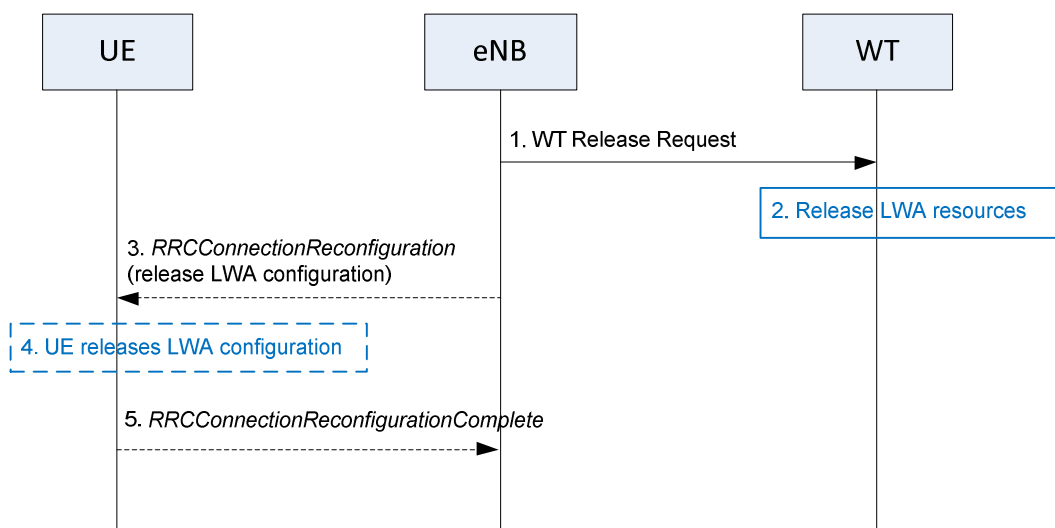 UE
eNB
WT
1. WT Release Request
2. Release LWA resources
3. RRCConnectionReconfiguration
(release LWA configuration)
4. UE releases LWA configuration
5. RRCConnectionReconfigurationComplete